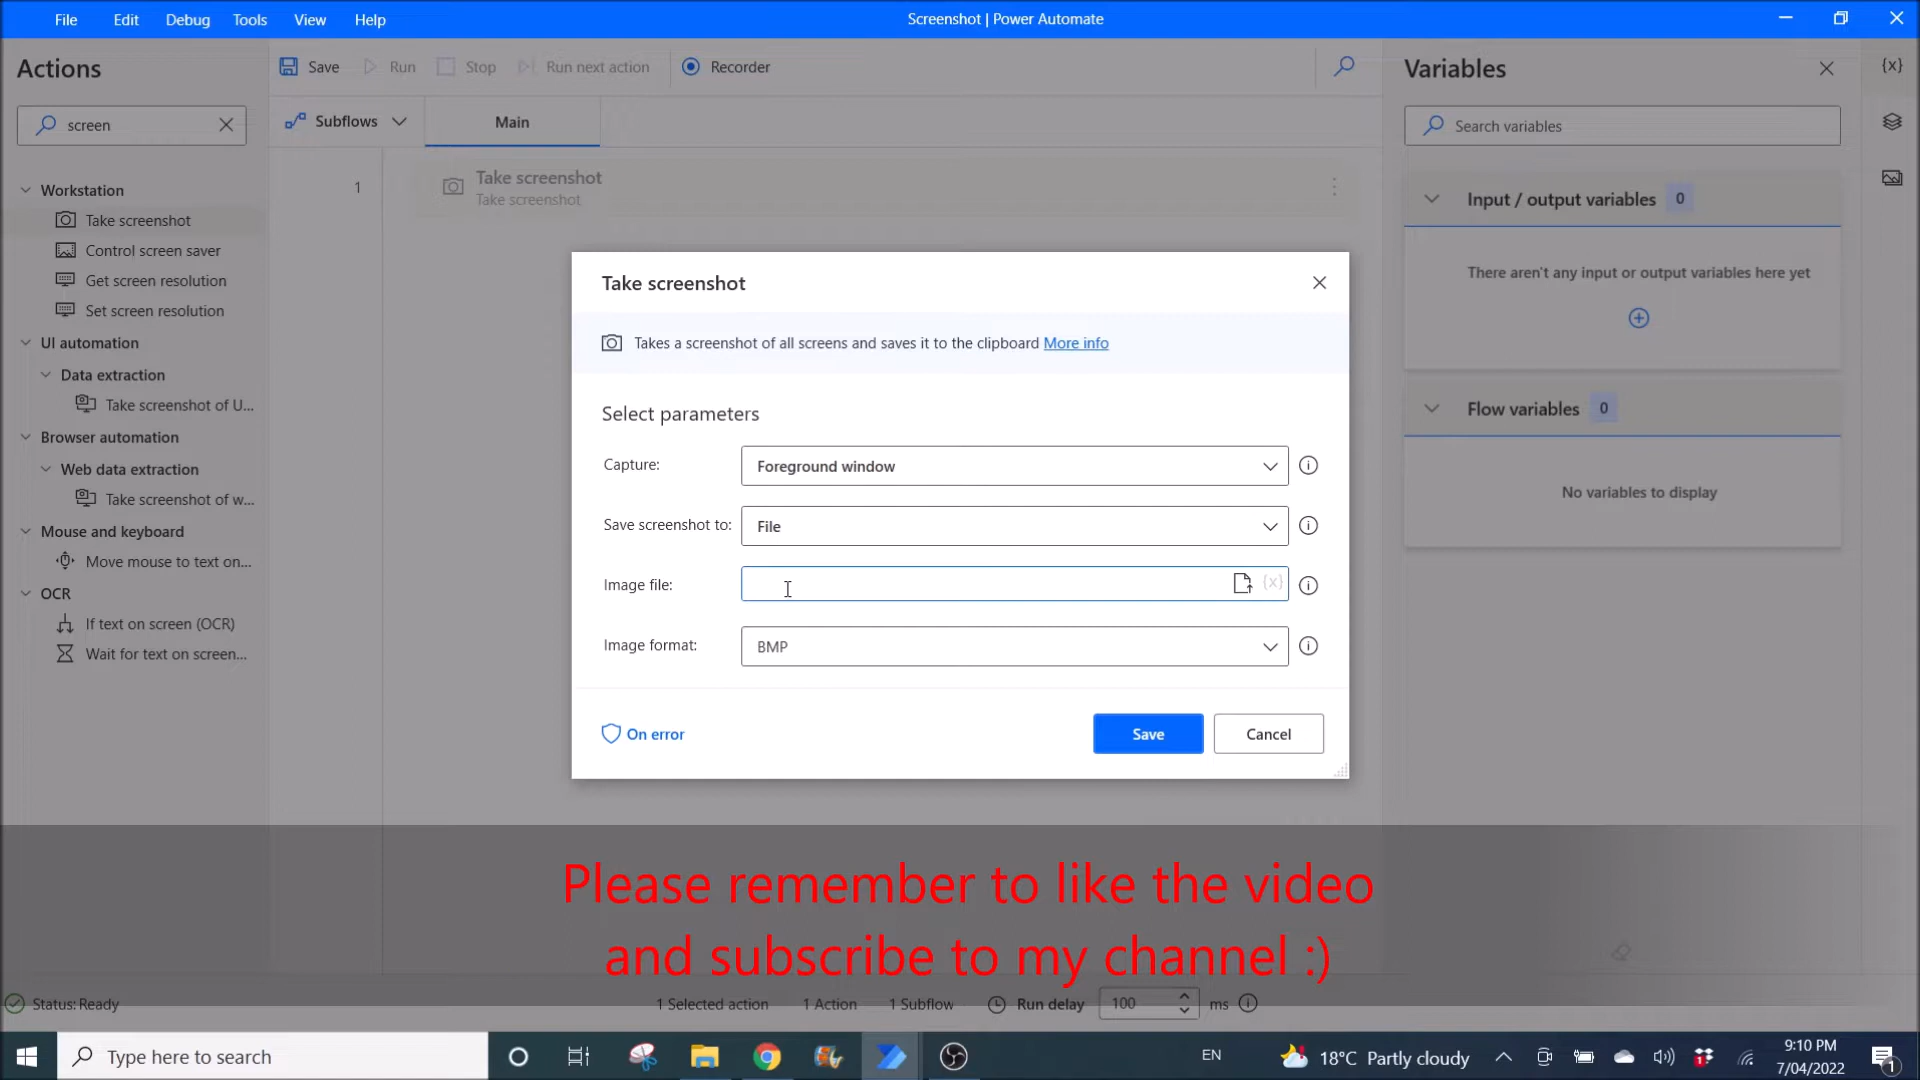 File Edit Debug Tools View Help
Screenshot | Power Automate
Actions
Save Run Stop Run next action Recorder
Variables
{x}
screen
Subflows
Main
Search variables
Workstation
Take screenshot
Control screen saver
Get screen resolution
Set screen resolution
UI automation
Data extraction
Take screenshot of U...
Browser automation
Web data extraction
Take screenshot of w...
Mouse and keyboard
Move mouse to text on...
OCR
If text on screen (OCR)
Wait for text on screen...
1
Take screenshot
Take screenshot
Take screenshot
Takes a screenshot of all screens and saves it to the clipboard More info
Select parameters
Capture: Foreground window
Save screenshot to: File
Image file: {x}
Image format: BMP
On error
Save
Cancel
Input / output variables 0
There aren't any input or output variables here yet
Flow variables 0
No variables to display
Please remember to like the video
and subscribe to my channel :)
Status: Ready
1 Selected action 1 Action 1 Subflow Run delay 100 ms
Type here to search
EN
18°C Partly cloudy
9:10 PM
7/04/2022
1